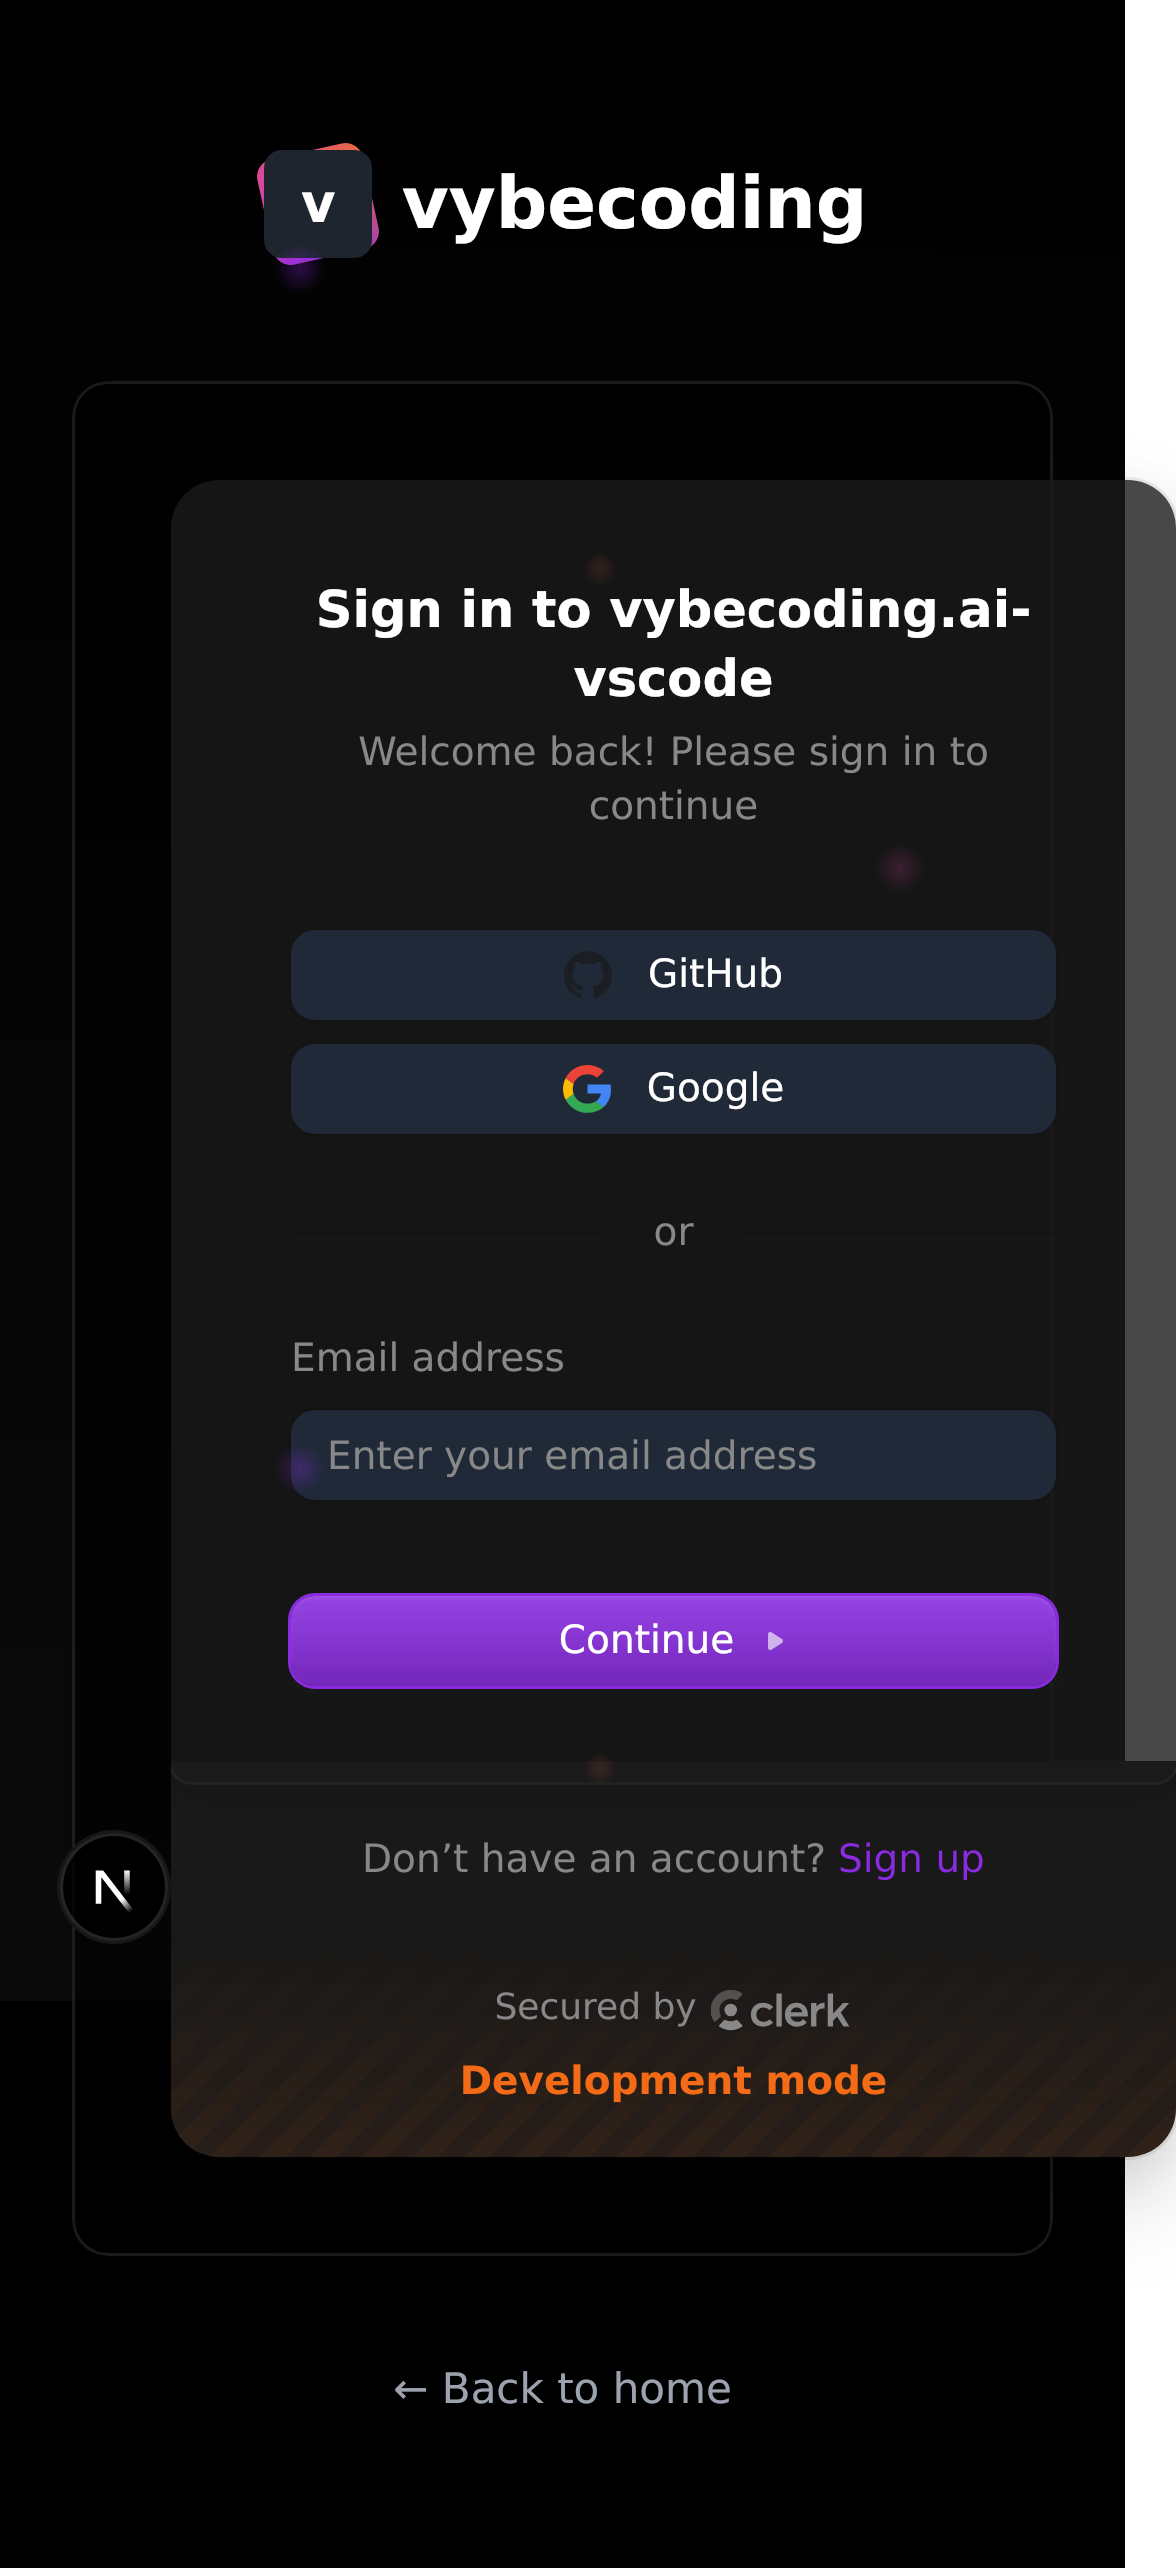 v vybecoding
Sign in to vybecoding.ai-
vscode
Welcome back! Please sign in to
continue
GitHub
Google
or
Email address
Enter your email address
Continue
Don’t have an account? Sign up
N
Secured by clerk
Development mode
← Back to home